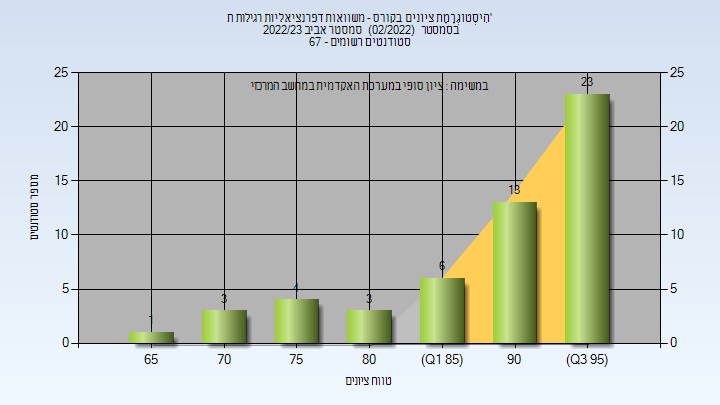 היסטוגרמת ציונים בקורס - משוואות דפרנציאליות רגילות ת'
בסמסטר (02/2022) סמסטר אביב 2022/23
סטודנטים רשומים - 67
במשימה : ציון סופי במערכת האקדמית במחשב המרכזי
25 25
20 20
15 15
10 10
5 5
0 0
מספר סטודנטים
1 3 4 3 6 13 23
65 70 75 80 (Q1 85) 90 (Q3 95)
טווח ציונים